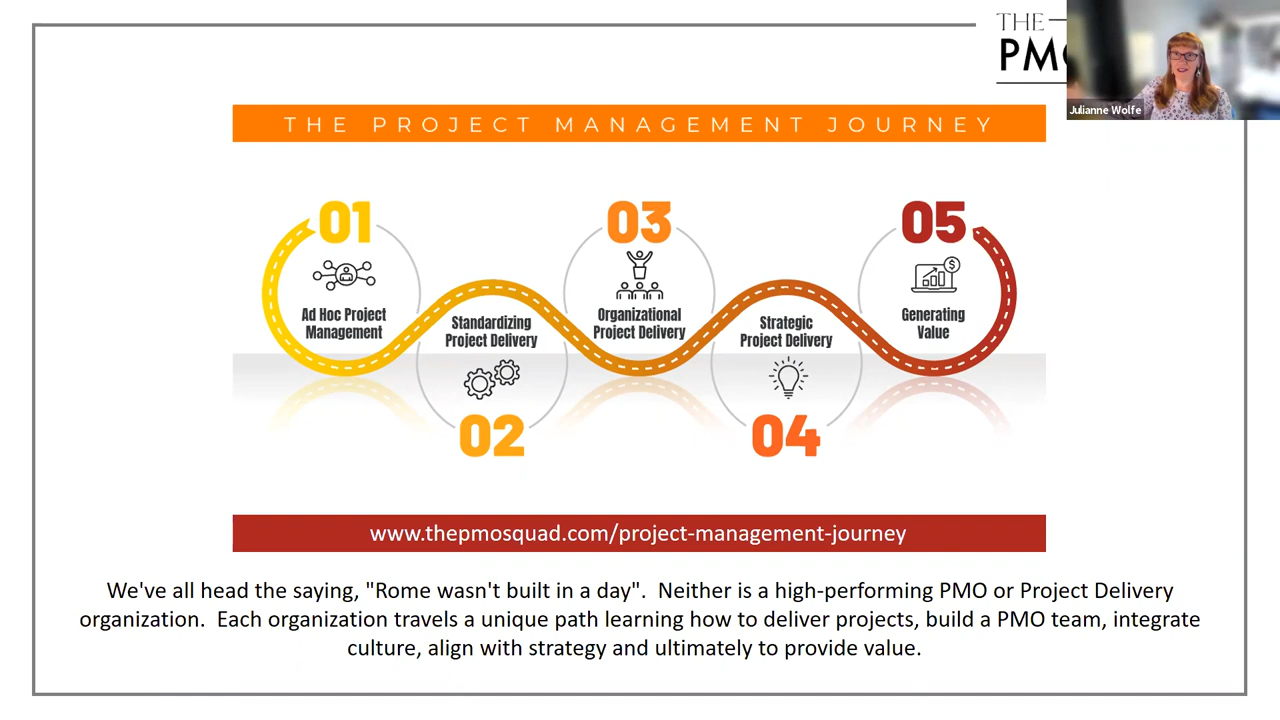 THE
PMO
Julianne Wolfe
THE PROJECT MANAGEMENT JOURNEY
01
Ad Hoc Project
Management
Standardizing
Project Delivery
02
03
Organizational
Project Delivery
Strategic
Project Delivery
04
05
$
Generating
Value
www.thepmosquad.com/project-management-journey
We've all head the saying, "Rome wasn't built in a day".  Neither is a high-performing PMO or Project Delivery
organization.  Each organization travels a unique path learning how to deliver projects, build a PMO team, integrate
culture, align with strategy and ultimately to provide value.